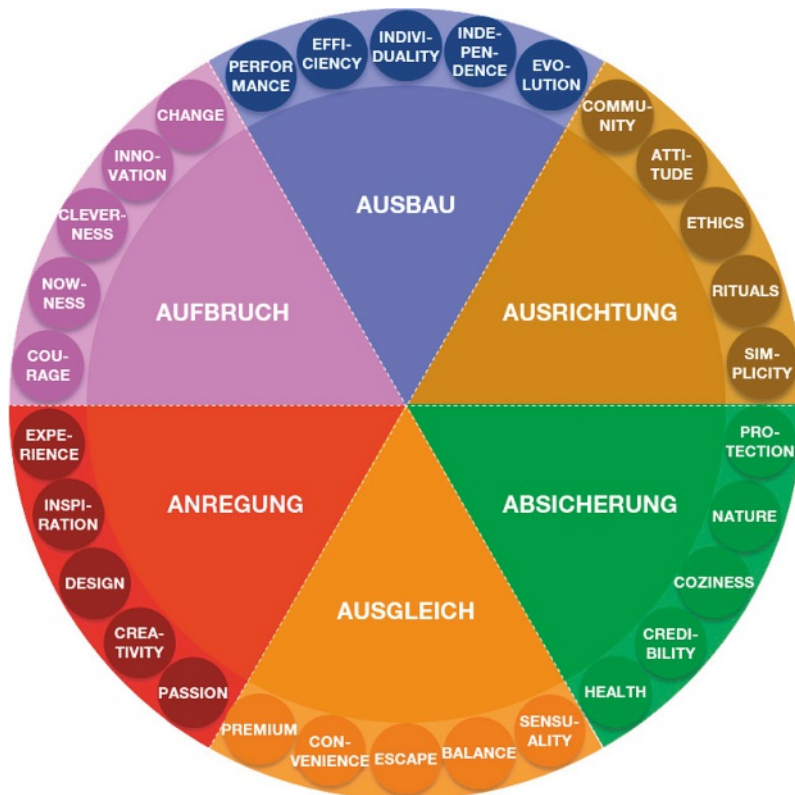 PERFOR
MANCE
EFFI-
CIENCY
INDIVI-
DUALITY
INDE-
PEN-
DENCE
EVO-
LUTION
AUSBAU
COMMU-
NITY
ATTI-
TUDE
ETHICS
RITUALS
SIM-
PLICITY
AUSRICHTUNG
PRO-
TECTION
NATURE
COZINESS
CREDI-
BILITY
HEALTH
ABSICHERUNG
SENSU-
ALITY
BALANCE
ESCAPE
CON-
VENIENCE
PREMIUM
AUSGLEICH
PASSION
CREA-
TIVITY
DESIGN
INSPI-
RATION
EXPE-
RIENCE
ANREGUNG
COU-
RAGE
NOW-
NESS
CLEVER-
NESS
INNO-
VATION
CHANGE
AUFBRUCH